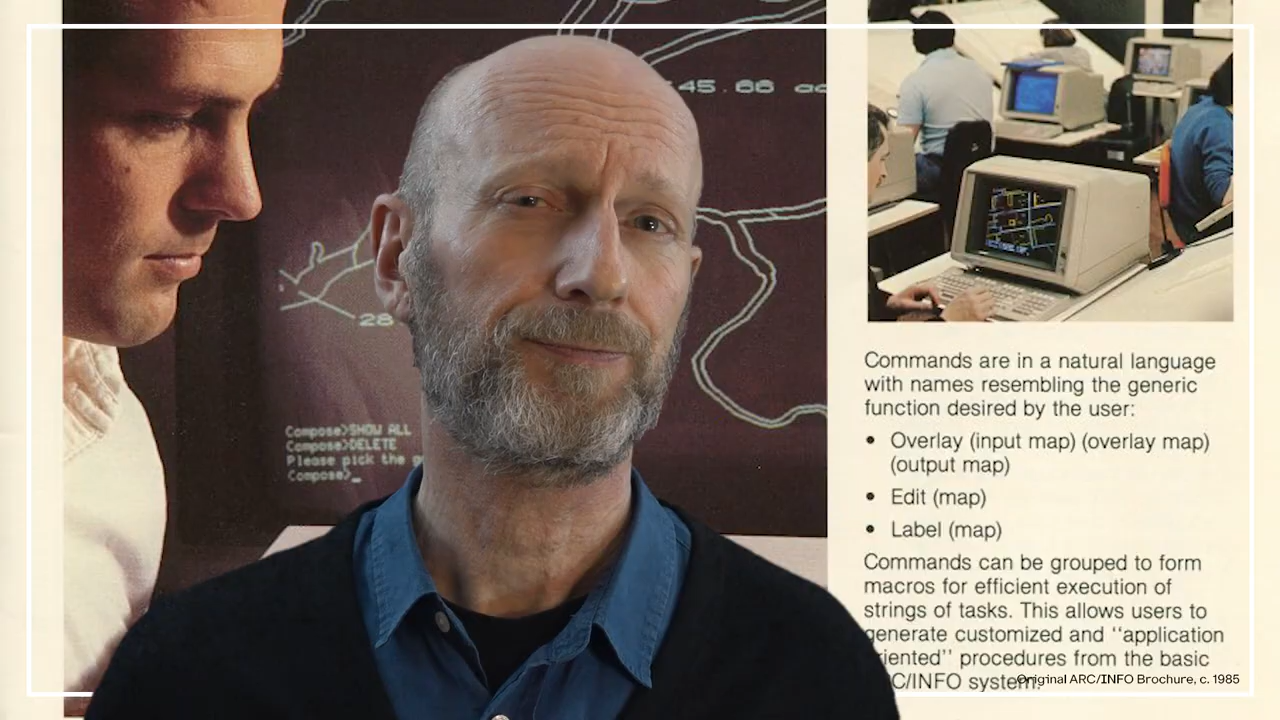 45.66 ac
28
Compose>SHOW ALL
Compose>DELETE
Please pick the
Compose>_
Commands are in a natural language
with names resembling the generic
function desired by the user:
• Overlay (input map) (overlay map)
(output map)
• Edit (map)
• Label (map)
Commands can be grouped to form
macros for efficient execution of
strings of tasks. This allows users to
generate customized and "application
riented" procedures from the basic
C/INFO system.
Original ARC/INFO Brochure, c. 1985